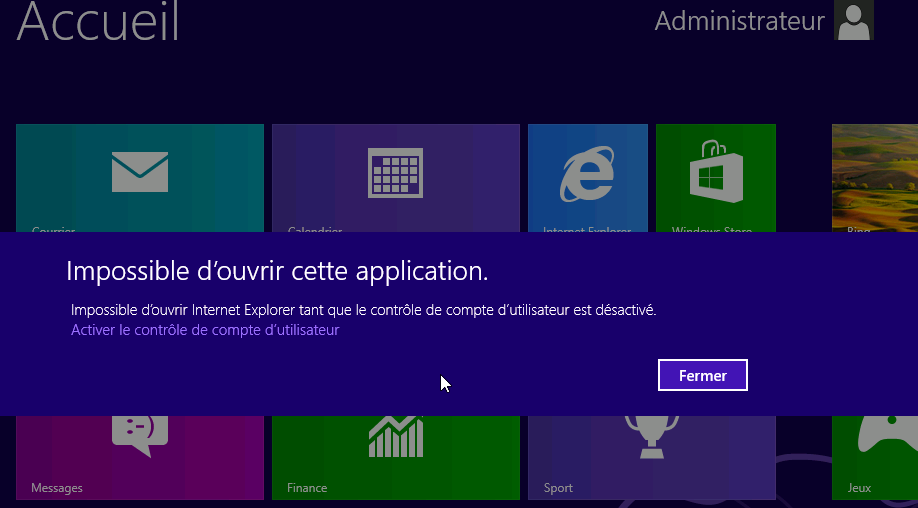 Accueil
Administrateur
Courrier
Calendrier
Internet Explorer
Windows Store
Bing
Impossible d’ouvrir cette application.
Impossible d’ouvrir Internet Explorer tant que le contrôle de compte d’utilisateur est désactivé.
Activer le contrôle de compte d’utilisateur
Fermer
Messages
Finance
Sport
Jeux